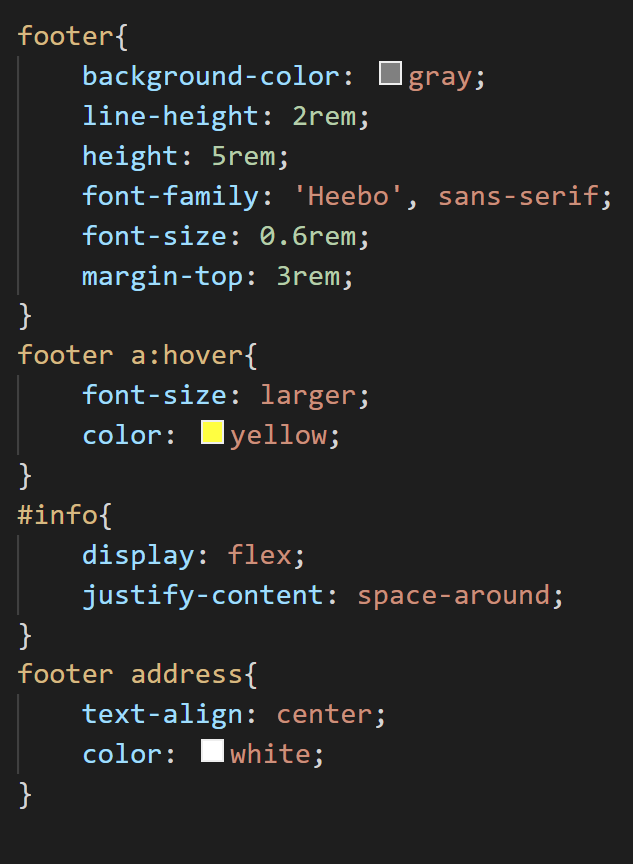 footer{
    background-color: gray;
    line-height: 2rem;
    height: 5rem;
    font-family: 'Heebo', sans-serif;
    font-size: 0.6rem;
    margin-top: 3rem;
}
footer a:hover{
    font-size: larger;
    color: yellow;
}
#info{
    display: flex;
    justify-content: space-around;
}
footer address{
    text-align: center;
    color: white;
}